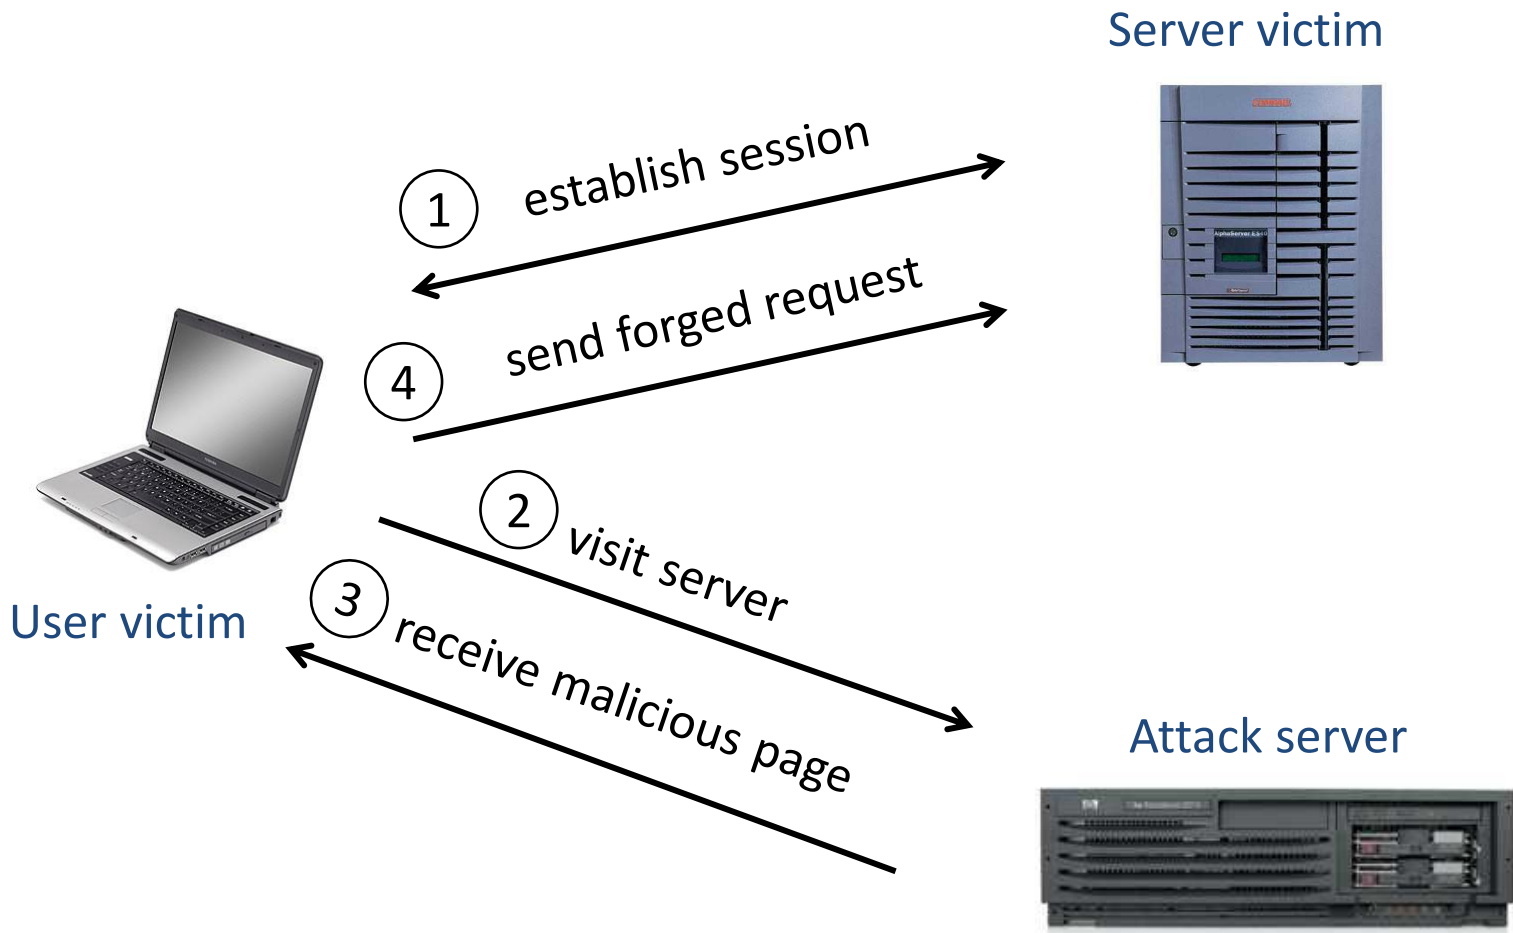 Server victim
1 establish session
4 send forged request
2 visit server
3 receive malicious page
User victim
Attack server